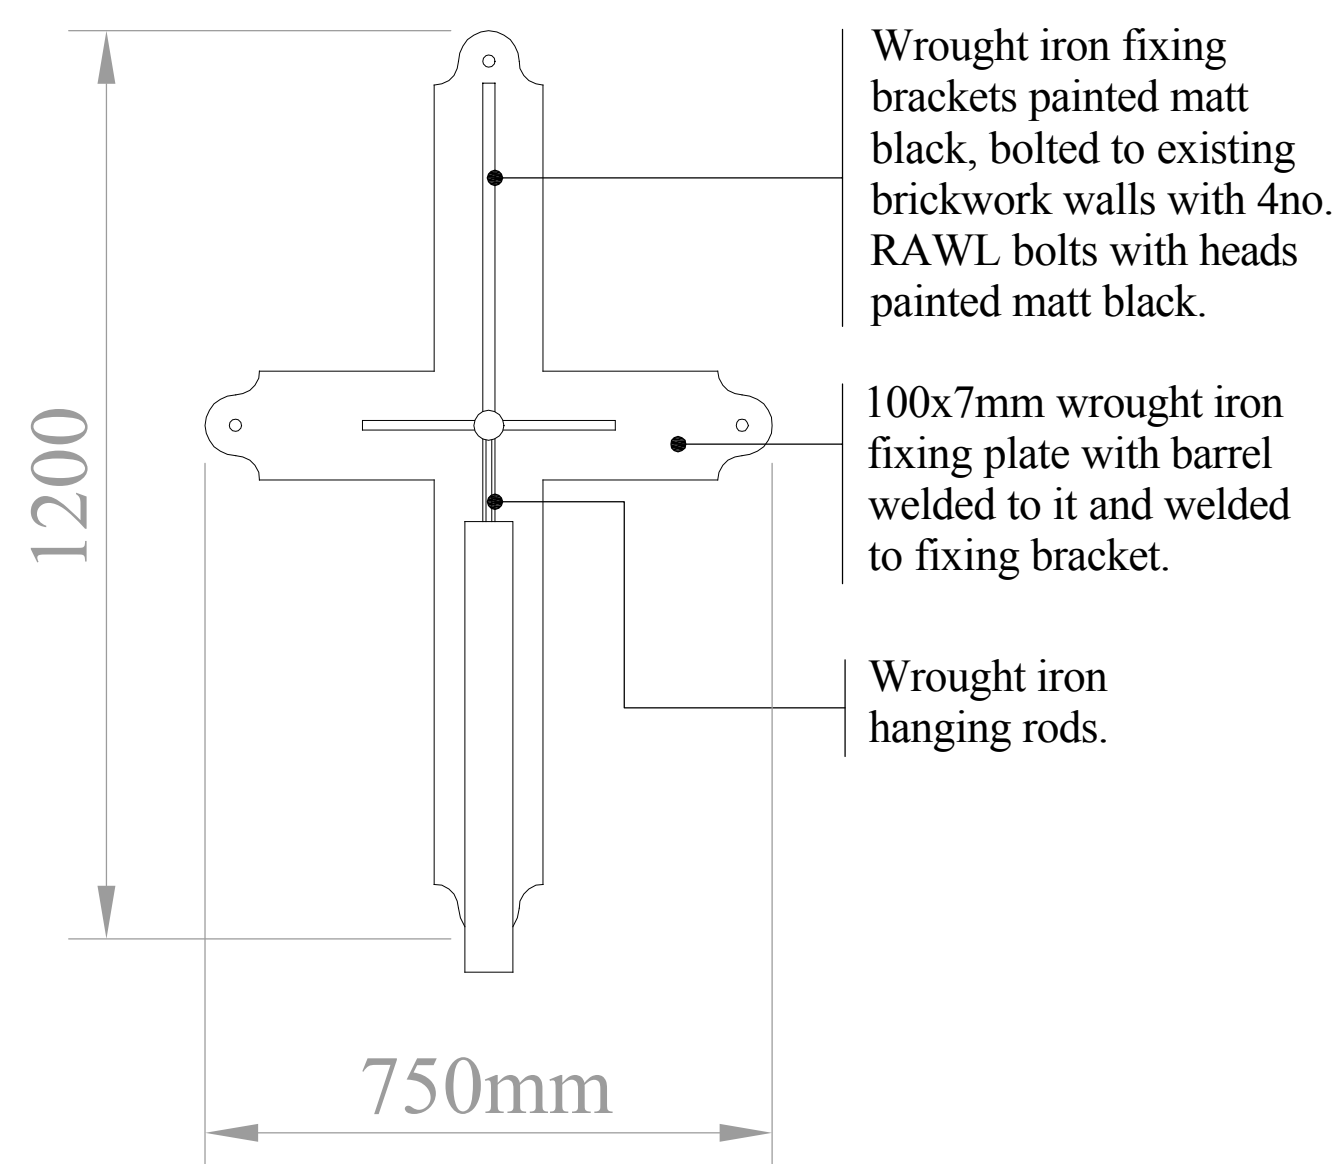 Wrought iron fixing
brackets painted matt
black, bolted to existing
brickwork walls with 4no.
RAWL bolts with heads
painted matt black.
100x7mm wrought iron
fixing plate with barrel
welded to it and welded
to fixing bracket.
Wrought iron
hanging rods.
1200
750mm